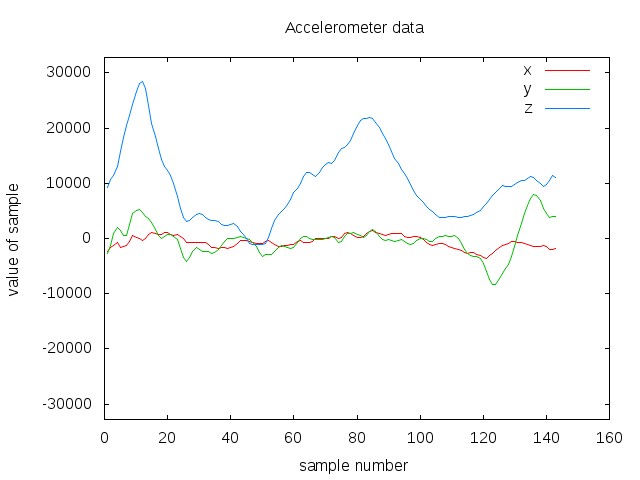 Accelerometer data
x
y
z
30000
20000
10000
0
-10000
-20000
-30000
value of sample
0 20 40 60 80 100 120 140 160
sample number